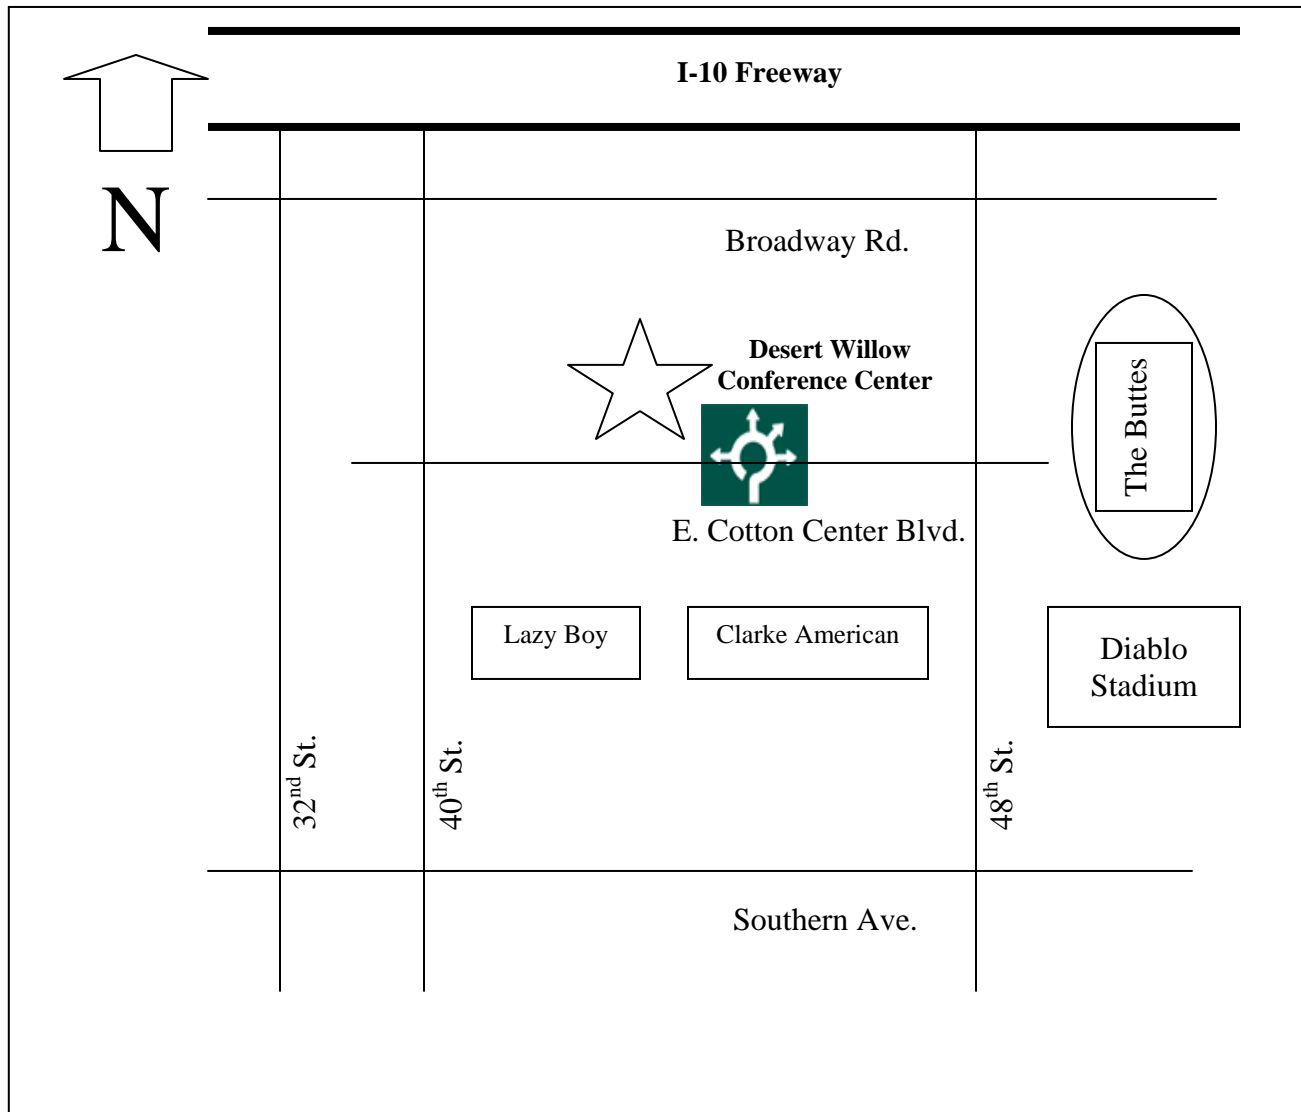 I-10 Freeway
N
Broadway Rd.
Desert Willow
Conference Center
The Buttes
E. Cotton Center Blvd.
Lazy Boy
Clarke American
Diablo
Stadium
32nd St.
40th St.
48th St.
Southern Ave.